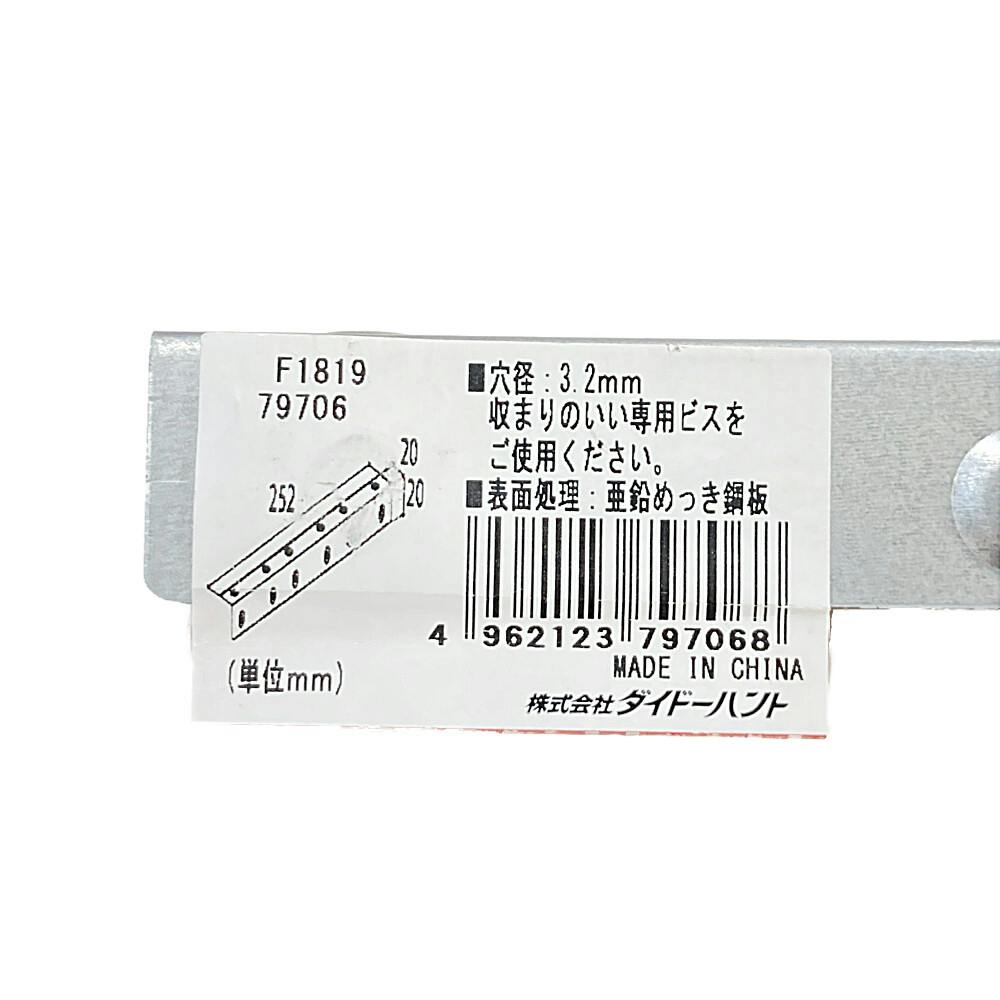 F1819
79706
20
20
252
(単位mm)
■穴径:3.2mm
収まりのいい専用ビスを
ご使用ください。
■表面処理:亜鉛めっき鋼板
4 962123 797068
MADE IN CHINA
株式会社ダイドーハント